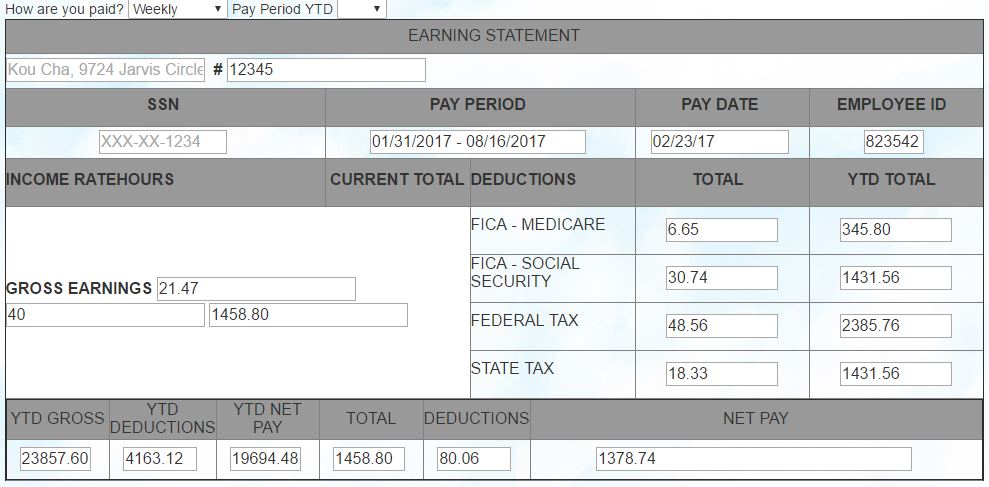 How are you paid? Weekly Pay Period YTD
EARNING STATEMENT
Kou Cha, 9724 Jarvis Circle # 12345
SSN PAY PERIOD PAY DATE EMPLOYEE ID
XXX-XX-1234 01/31/2017 - 08/16/2017 02/23/17 823542
INCOME RATEHOURS CURRENT TOTAL DEDUCTIONS TOTAL YTD TOTAL
GROSS EARNINGS 21.47
40 1458.80
FICA - MEDICARE 6.65 345.80
FICA - SOCIAL
SECURITY 30.74 1431.56
FEDERAL TAX 48.56 2385.76
STATE TAX 18.33 1431.56
YTD GROSS YTD DEDUCTIONS YTD NET PAY TOTAL DEDUCTIONS NET PAY
23857.60 4163.12 19694.48 1458.80 80.06 1378.74